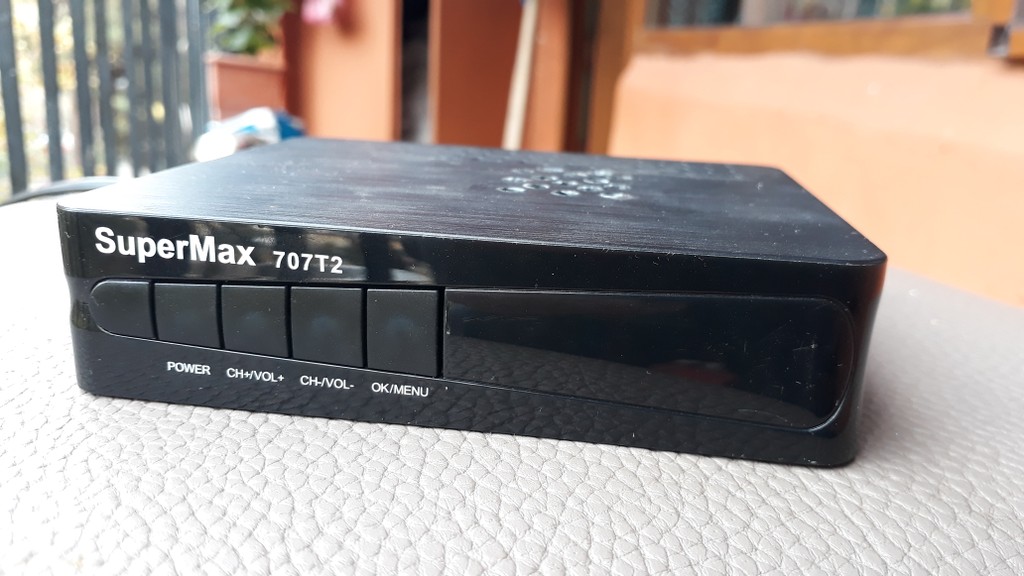 SuperMax 707T2
POWER CH+/VOL+ CH-/VOL- OK/MENU